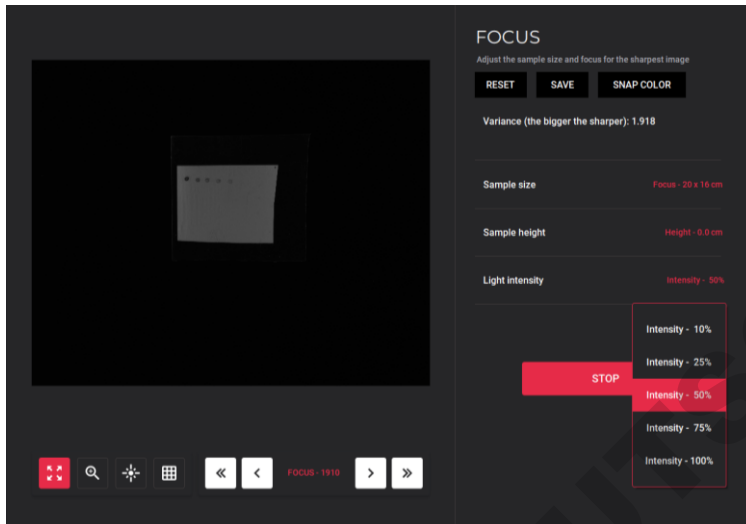 FOCUS
Adjust the sample size and focus for the sharpest image
RESET SAVE SNAP COLOR
Variance (the bigger the sharper): 1.918
Sample size Focus - 20 x 16 cm
Sample height Height - 0.0 cm
Light intensity Intensity - 50%
Intensity - 10%
Intensity - 25%
STOP
Intensity - 50%
Intensity - 75%
Intensity - 100%
FOCUS - 1910